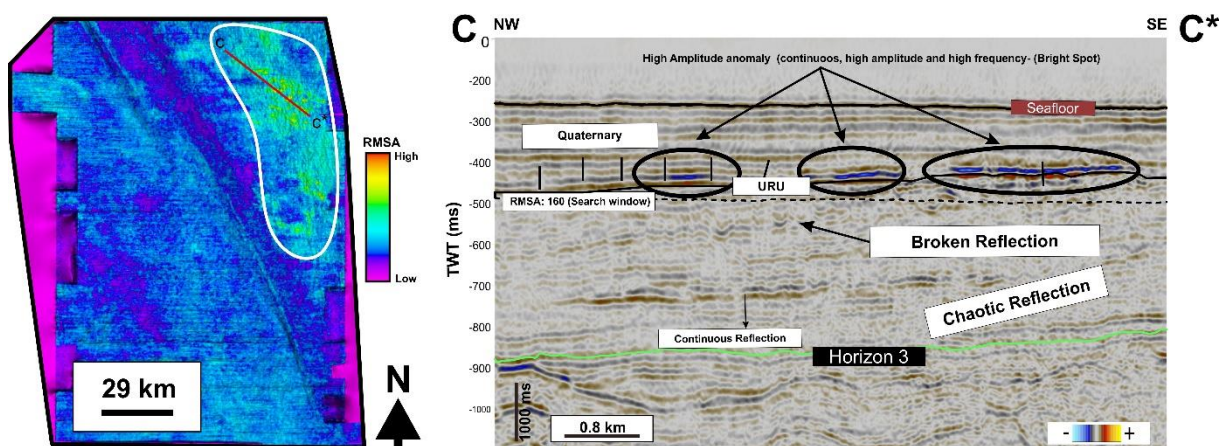 C
C*
RMSA
High
Low
29 km
N
C
NW
SE
C*
TWT (ms)
0
-100
-200
-300
-400
-500
-600
-700
-800
-900
-1000
High Amplitude anomaly (continuoos, high amplitude and high frequency- (Bright Spot)
Seafloor
Quaternary
URU
RMSA: 160 (Search window)
Broken Reflection
Chaotic Reflection
Continuous Reflection
Horizon 3
1000 ms
0.8 km
- +